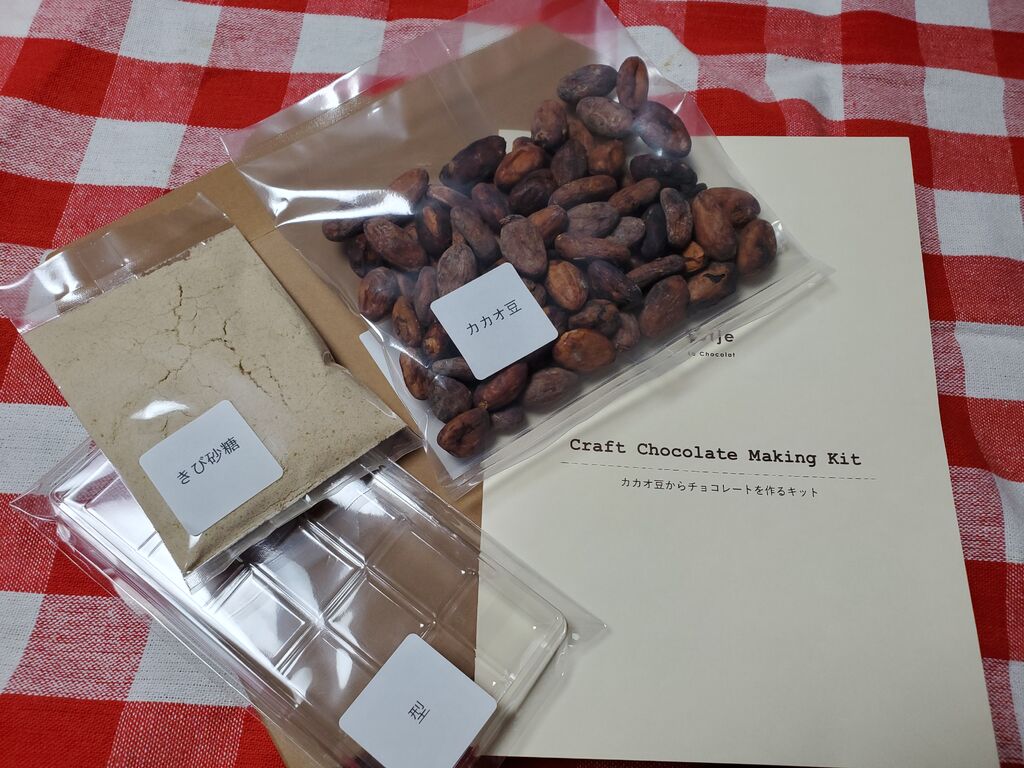 カカオ豆
きび砂糖
型
Chocolat
Craft Chocolate Making Kit
カカオ豆からチョコレートを作るキット